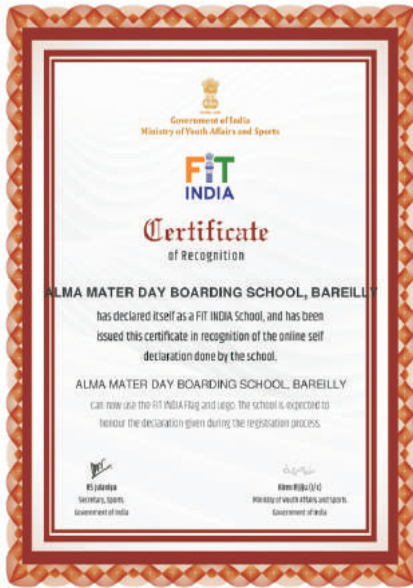 Government of India
Ministry of Youth Affairs and Sports
FIT
INDIA
Certificate
of Recognition
ALMA MATER DAY BOARDING SCHOOL, BAREILLY
has declared itself as a FIT INDIA School, and has been
issued this certificate in recognition of the online self
declaration done by the school.
ALMA MATER DAY BOARDING SCHOOL, BAREILLY
can now use the FIT INDIA Flag and Logo. The school is expected to
honour the declaration given during the registration process.
RS Julaniya
Secretary, Sports
Government of India
Kiren Rijiju (I/c)
Ministry of Youth Affairs and Sports
Government of India